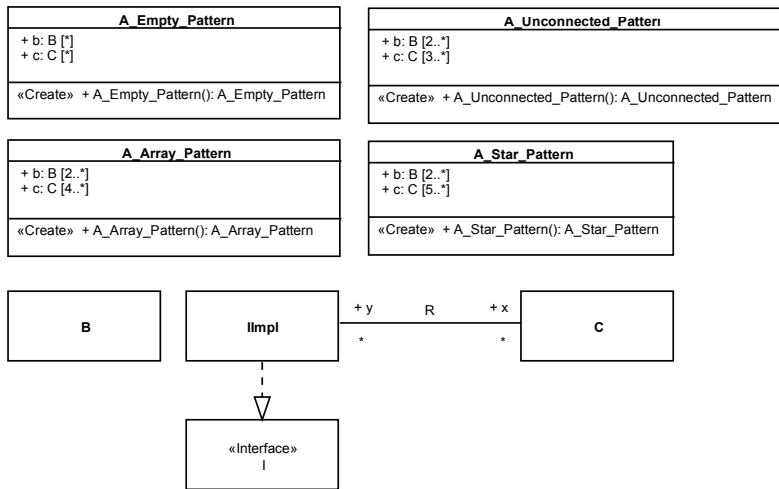 A_Empty_Pattern
+ b: B [*]
+ c: C [*]
«Create» + A_Empty_Pattern(): A_Empty_Pattern
A_Unconnected_Pattern
+ b: B [2..*]
+ c: C [3..*]
«Create» + A_Unconnected_Pattern(): A_Unconnected_Pattern
A_Array_Pattern
+ b: B [2..*]
+ c: C [4..*]
«Create» + A_Array_Pattern(): A_Array_Pattern
A_Star_Pattern
+ b: B [2..*]
+ c: C [5..*]
«Create» + A_Star_Pattern(): A_Star_Pattern
B
IImpl
+ y
R
+ x
*
*
C
«Interface»
I